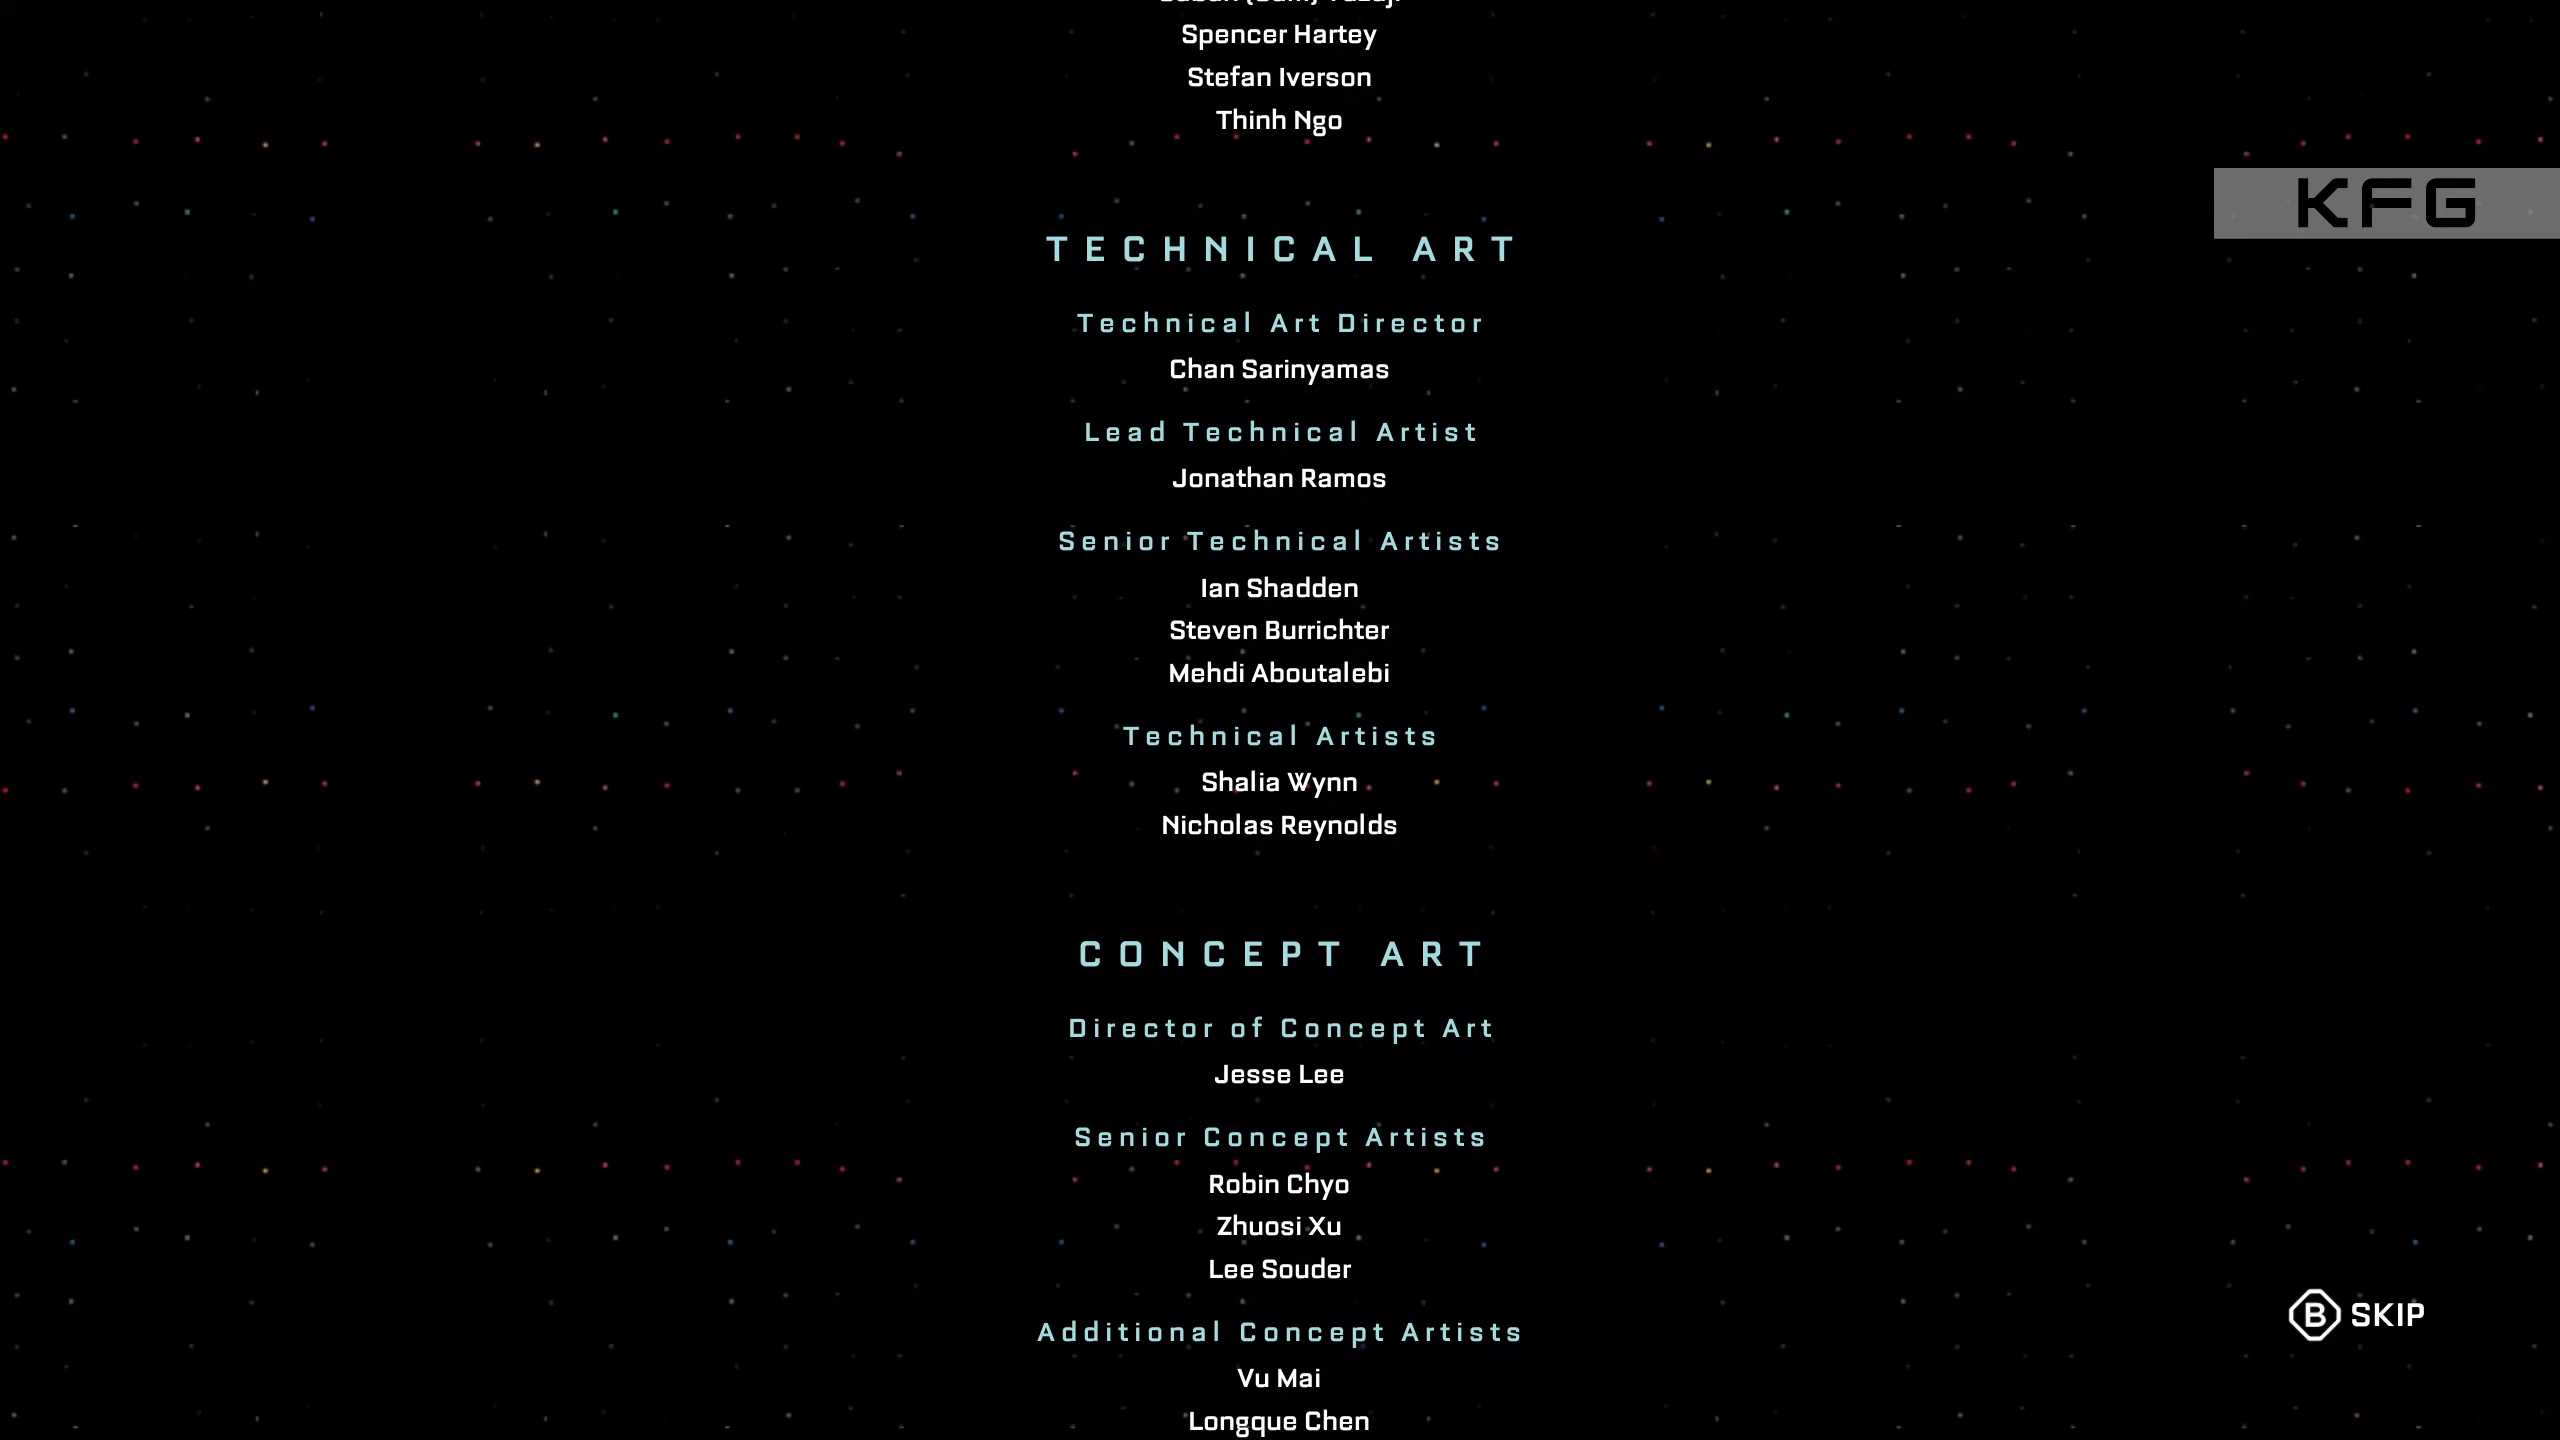 Spencer Hartey
Stefan Iverson
Thinh Ngo
KFG
TECHNICAL ART
Technical Art Director
Chan Sarinyamas
Lead Technical Artist
Jonathan Ramos
Senior Technical Artists
Ian Shadden
Steven Burrichter
Mehdi Aboutalebi
Technical Artists
Shalia Wynn
Nicholas Reynolds
CONCEPT ART
Director of Concept Art
Jesse Lee
Senior Concept Artists
Robin Chyo
Zhuosi Xu
Lee Souder
B SKIP
Additional Concept Artists
Vu Mai
Longque Chen